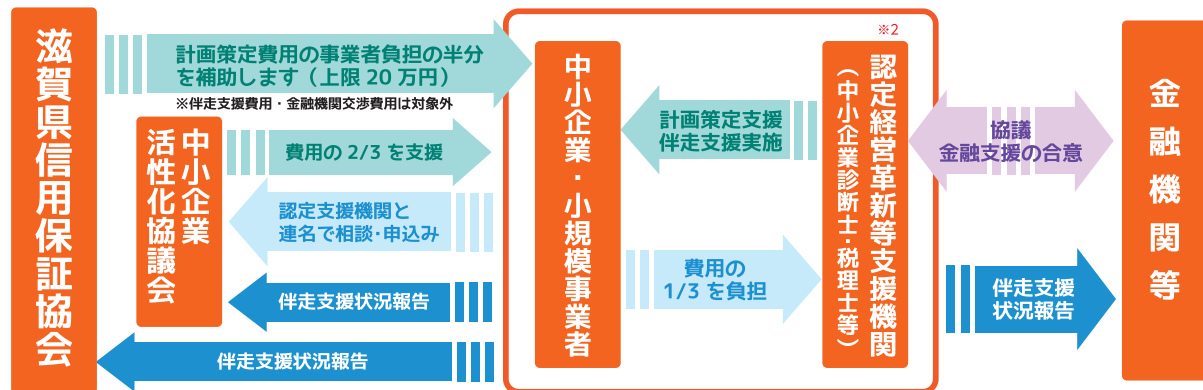 滋賀県信用保証協会
計画策定費用の事業者負担の半分
を補助します（上限 20 万円）
※伴走支援費用・金融機関交渉費用は対象外
中小企業
活性化協議会
費用の 2/3 を支援
認定支援機関と
連名で相談･申込み
伴走支援状況報告
伴走支援状況報告
中小企業・小規模事業者
計画策定支援
伴走支援実施
費用の
1/3 を負担
※2
認定経営革新等支援機関
（中小企業診断士・税理士等）
協議
金融支援の合意
伴走支援
状況報告
金融機関等